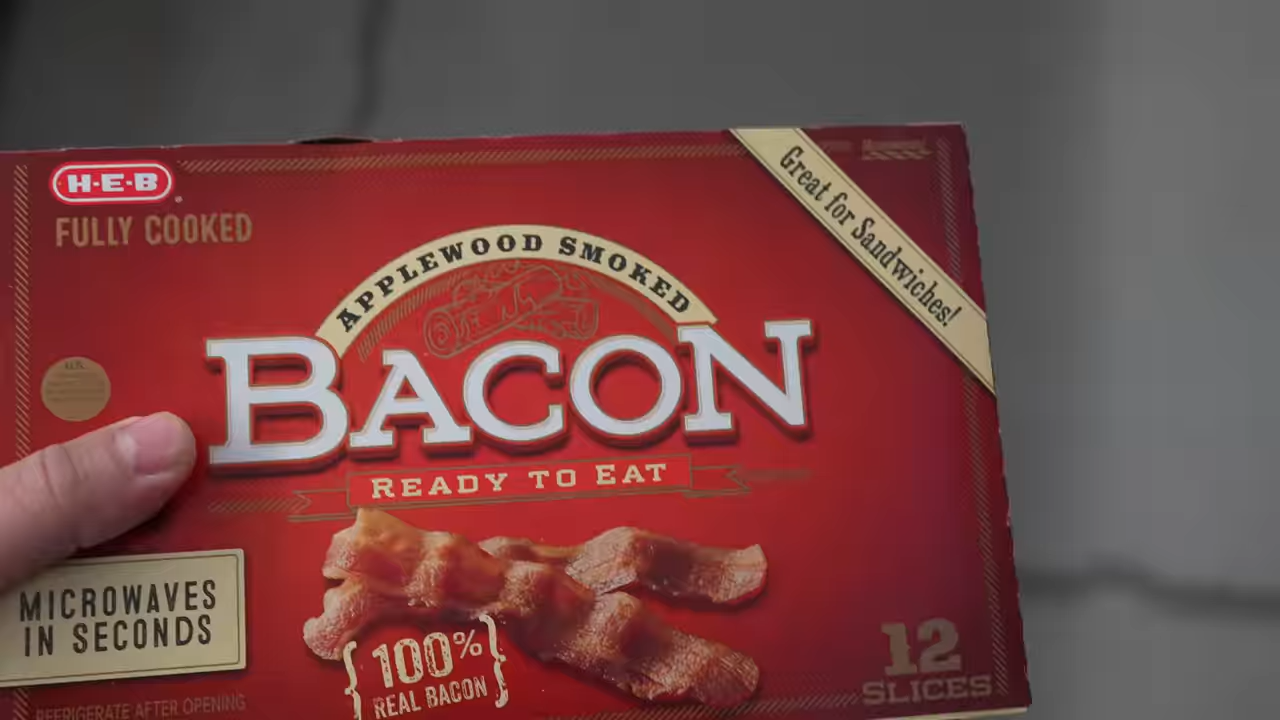 H-E-B
FULLY COOKED
APPLEWOOD SMOKED
BACON
READY TO EAT
Great for Sandwiches!
MICROWAVES
IN SECONDS
100%
REAL BACON
12
SLICES
REFRIGERATE AFTER OPENING